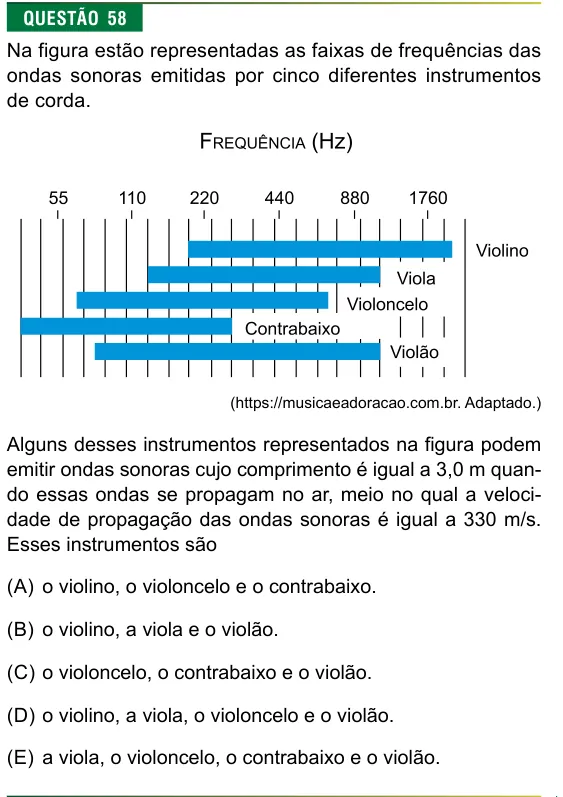 QUESTÃO 58
Na figura estão representadas as faixas de frequências das
ondas sonoras emitidas por cinco diferentes instrumentos
de corda.
FREQUÊNCIA (Hz)
55 110 220 440 880 1760
Violino
Viola
Violoncelo
Contrabaixo
Violão
(https://musicaeadoracao.com.br. Adaptado.)
Alguns desses instrumentos representados na figura podem
emitir ondas sonoras cujo comprimento é igual a 3,0 m quan-
do essas ondas se propagam no ar, meio no qual a veloci-
dade de propagação das ondas sonoras é igual a 330 m/s.
Esses instrumentos são
(A) o violino, o violoncelo e o contrabaixo.
(B) o violino, a viola e o violão.
(C) o violoncelo, o contrabaixo e o violão.
(D) o violino, a viola, o violoncelo e o violão.
(E) a viola, o violoncelo, o contrabaixo e o violão.